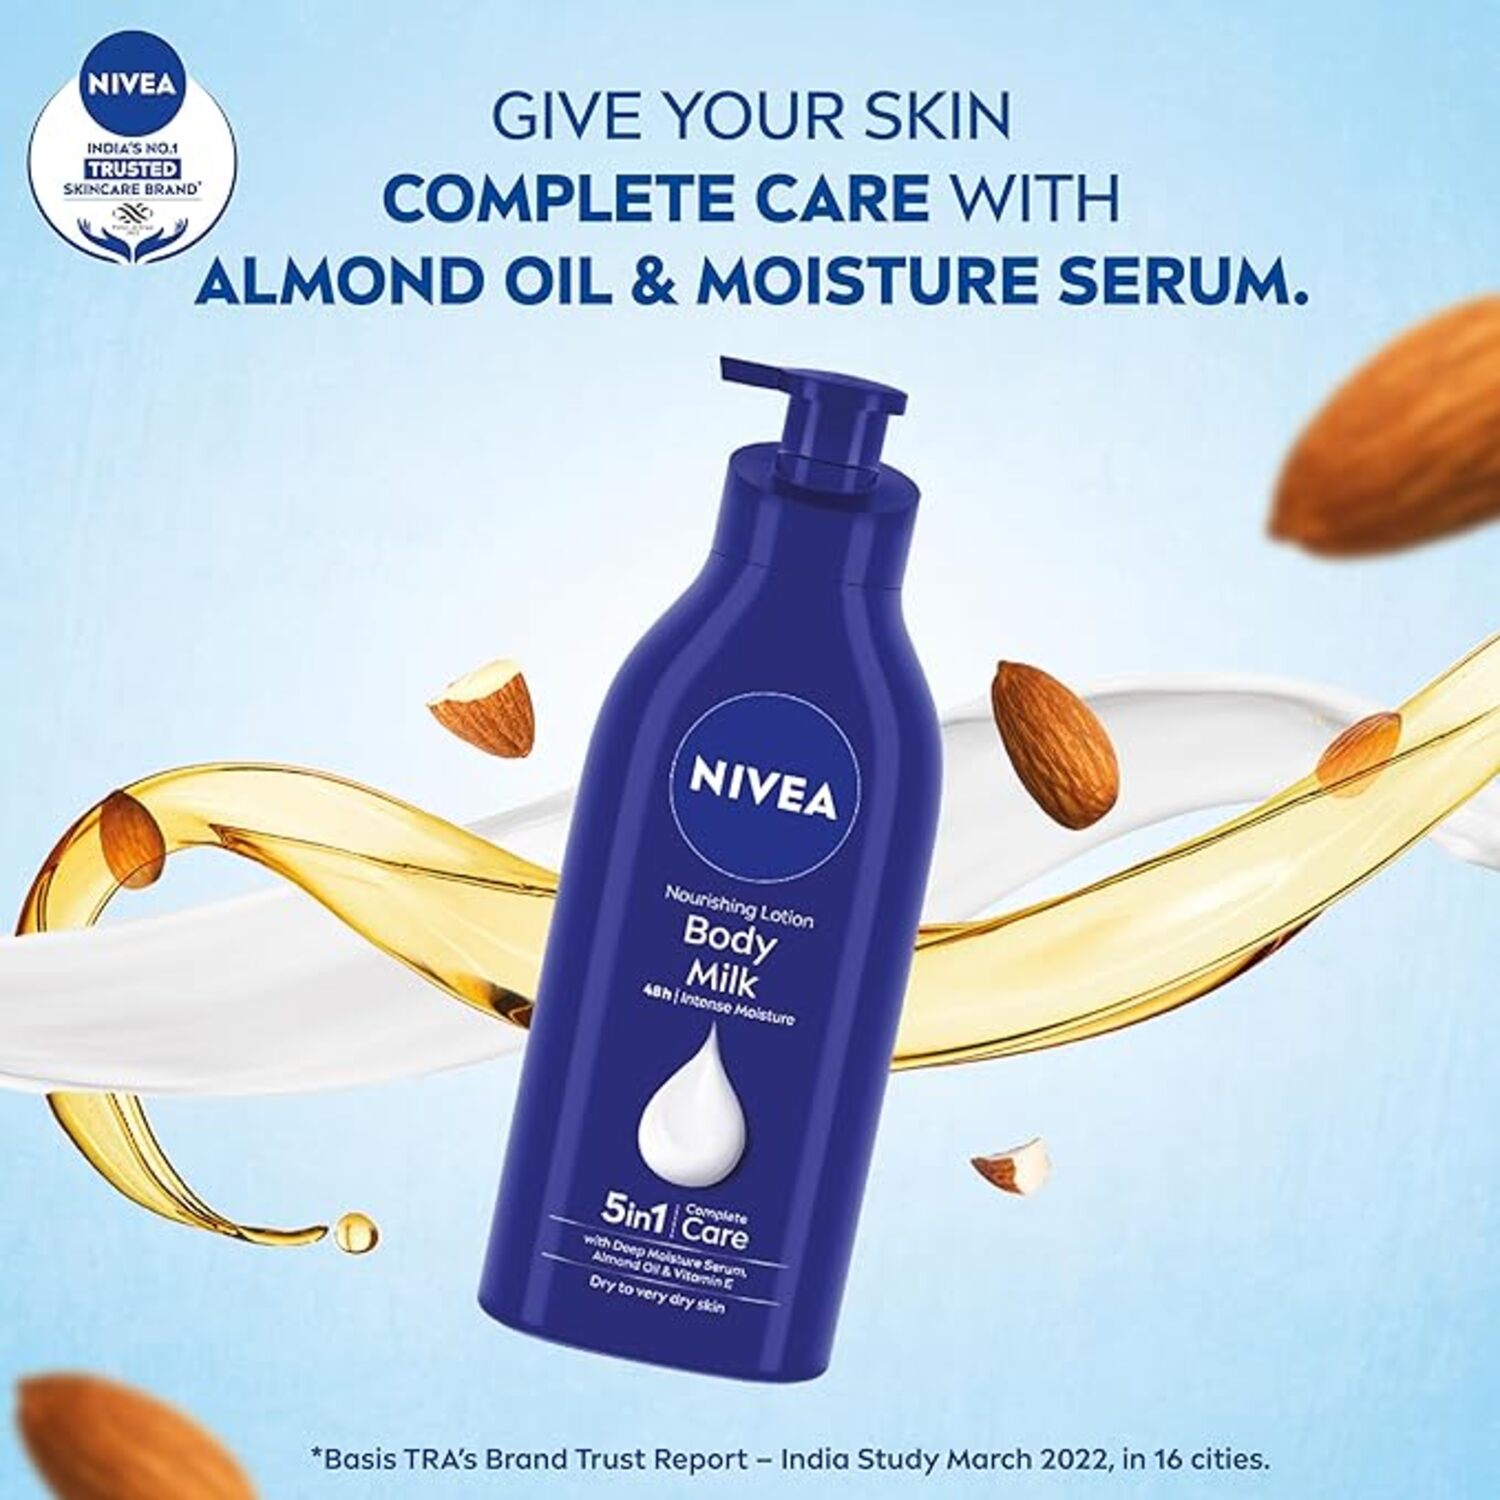 NIVEA
INDIA'S NO.1
TRUSTED
SKINCARE BRAND*
GIVE YOUR SKIN
COMPLETE CARE WITH
ALMOND OIL & MOISTURE SERUM.
NIVEA
Nourishing Lotion
Body
Milk
48h | Intense Moisture
5in1 | Complete
Care
with Deep Moisture Serum,
Almond Oil & Vitamin E
Dry to very dry skin
*Basis TRA's Brand Trust Report – India Study March 2022, in 16 cities.